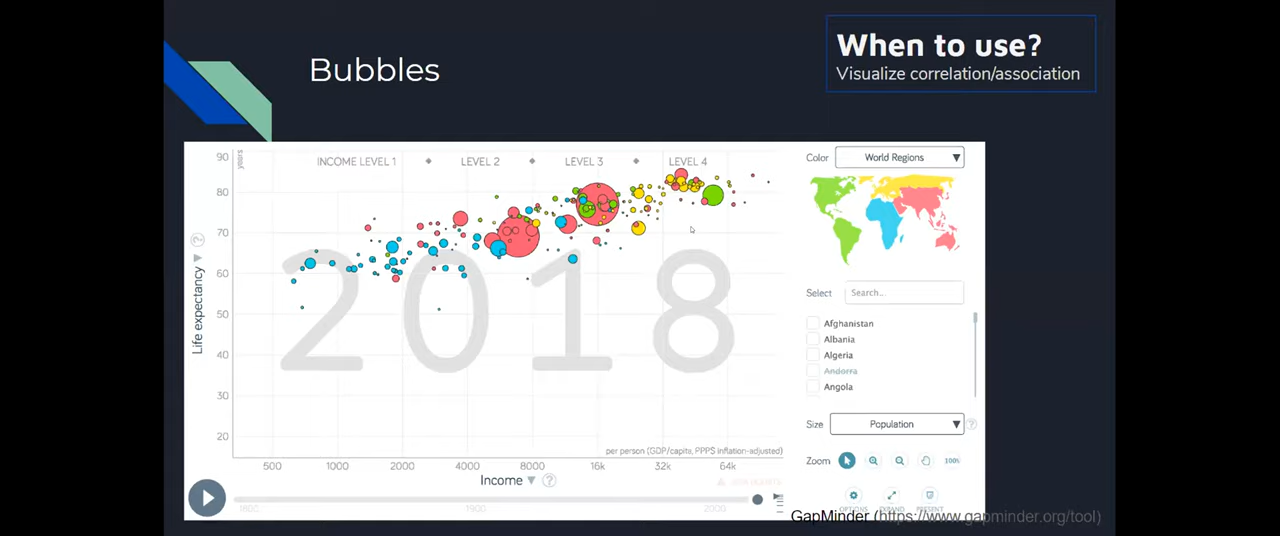 When to use?
Visualize correlation/association
Bubbles
90
80
70
60
50
40
30
20
years
Life expectancy
?
INCOME LEVEL 1
LEVEL 2
LEVEL 3
LEVEL 4
2018
per person (GDP/capita, PPP$ inflation-adjusted)
500
1000
2000
4000
8000
16k
32k
64k
Income
?
1800
1900
2000
Color
World Regions
Select
Search...
Afghanistan
Albania
Algeria
Andorra
Angola
Size
Population
?
Zoom
100%
OPTIONS
EXPAND
PRESENT
GapMinder (https://www.gapminder.org/tool)